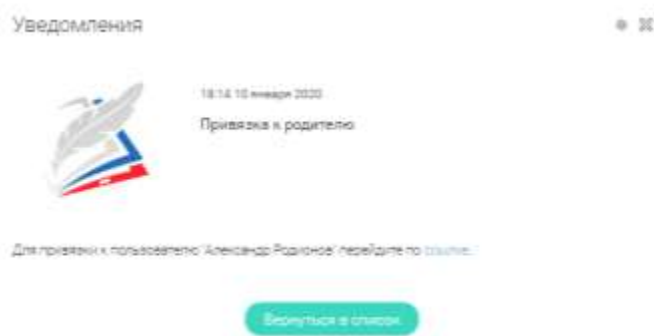 Уведомления
18:14 10 января 2020
Привязка к родителю
Для привязки к пользователю "Александр Родионов" перейдите по ссылке.
Вернуться в список